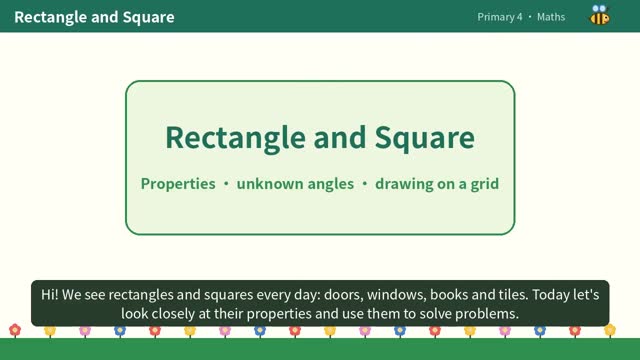 Rectangle and Square
Primary 4 • Maths
Rectangle and Square
Properties • unknown angles • drawing on a grid
Hi! We see rectangles and squares every day: doors, windows, books and tiles. Today let's
look closely at their properties and use them to solve problems.